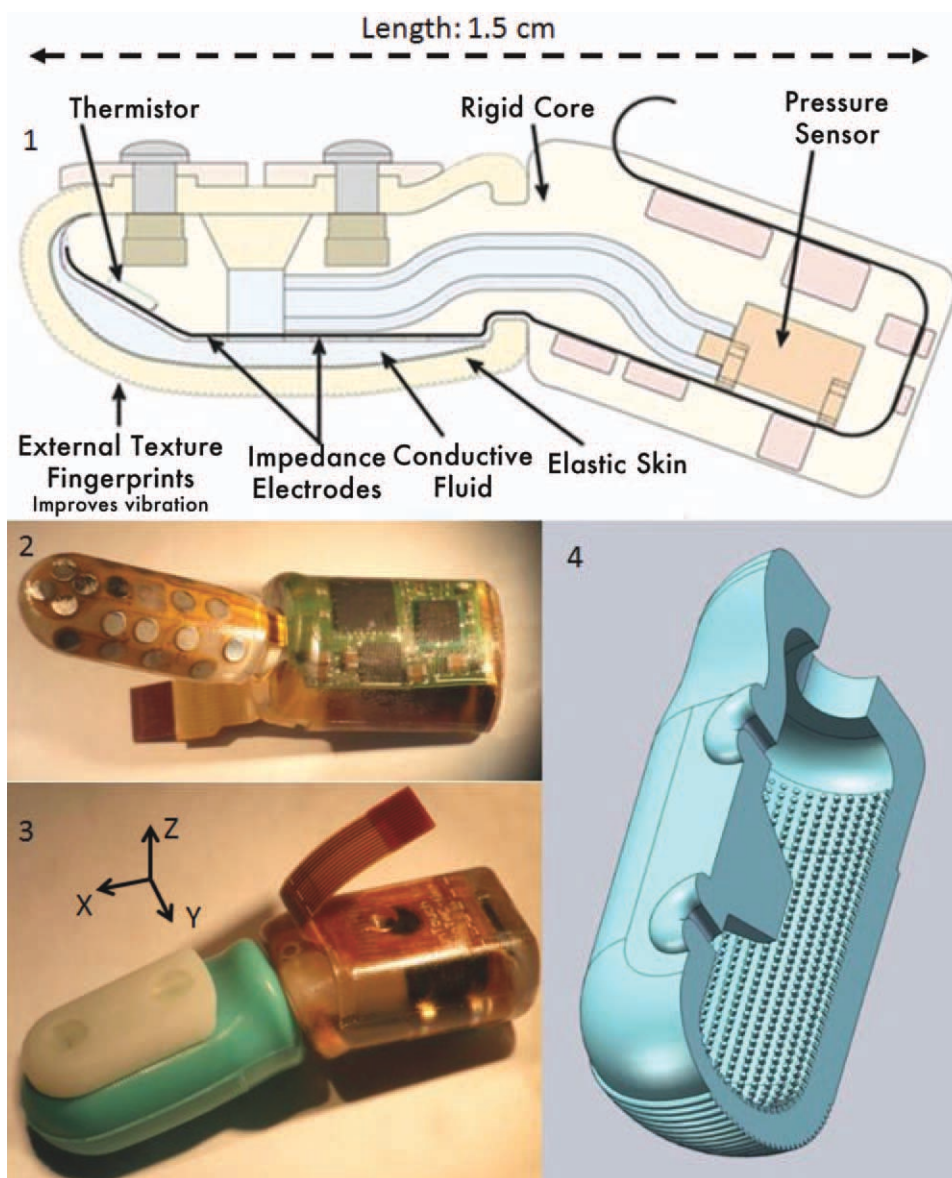 Length: 1.5 cm
Thermistor
Rigid Core
Pressure
Sensor
1
External Texture
Fingerprints
Improves vibration
Impedance
Electrodes
Conductive
Fluid
Elastic Skin
2
3
Z
X
Y
4